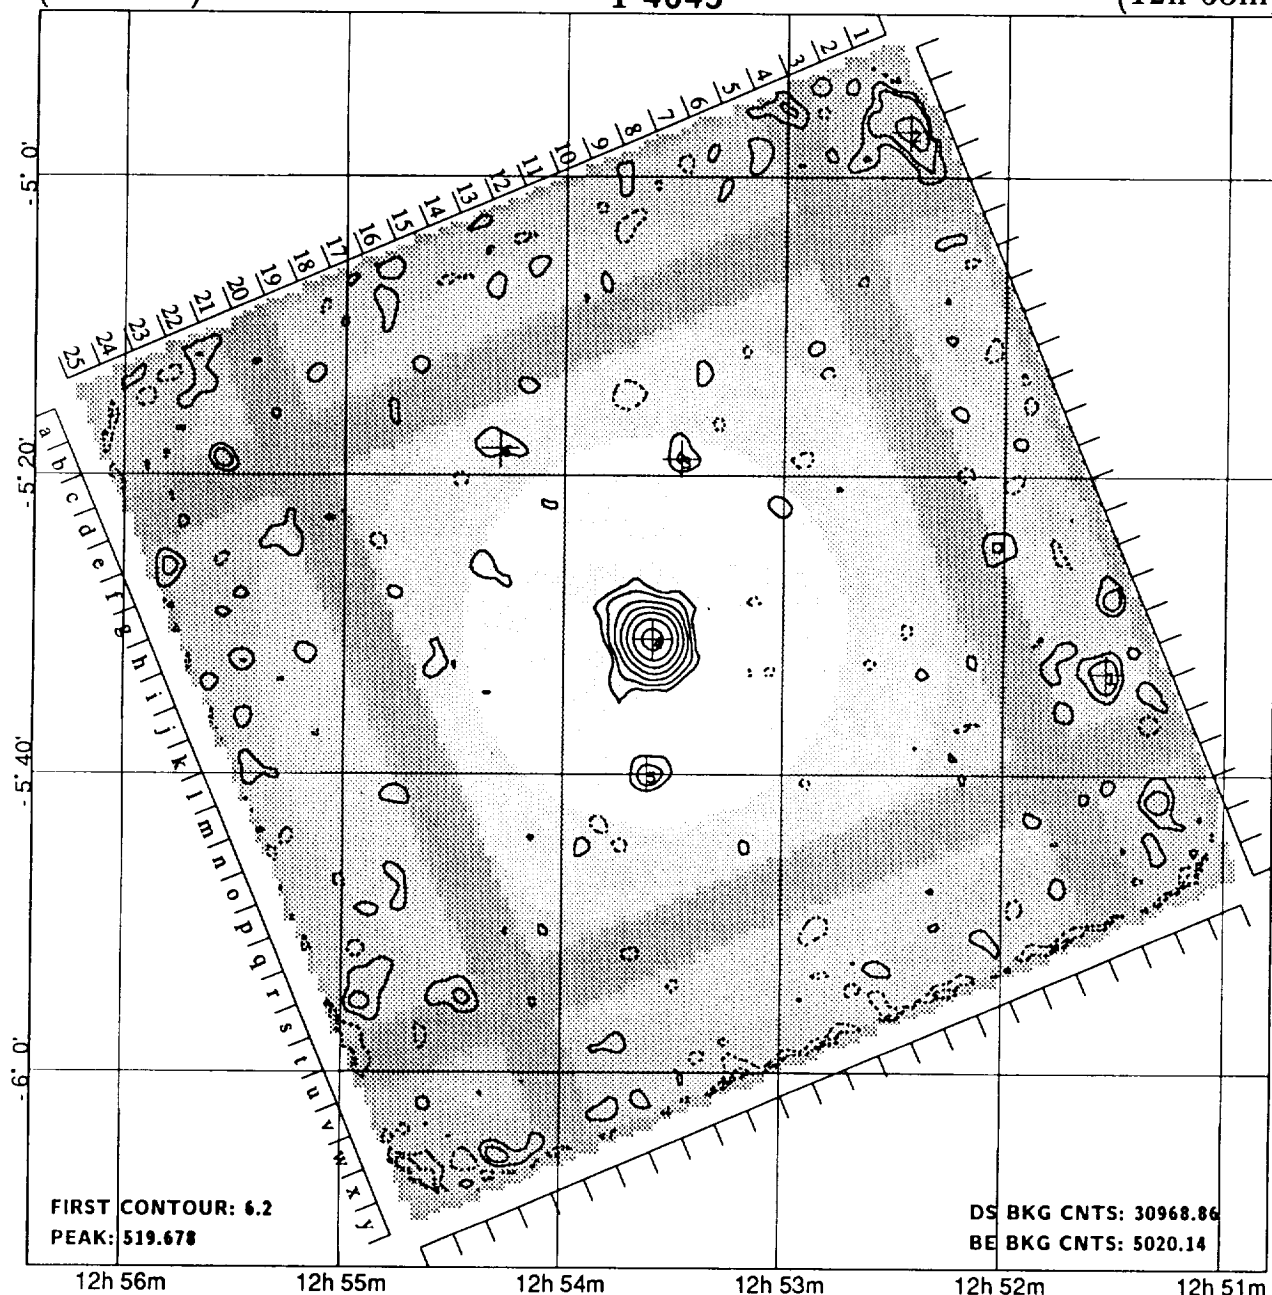 1 2 3 4 5 6 7 8 9 10 11 12 13 14 15 16 17 18 19 20 21 22 23 24 25
a b c d e f g h i j k l m n o p q r s t u v w x y
-5° 0'
-5° 20'
-5° 40'
-6° 0'
FIRST CONTOUR: 6.2
PEAK: 519.678
DS BKG CNTS: 30968.86
BE BKG CNTS: 5020.14
12h 56m 12h 55m 12h 54m 12h 53m 12h 52m 12h 51m